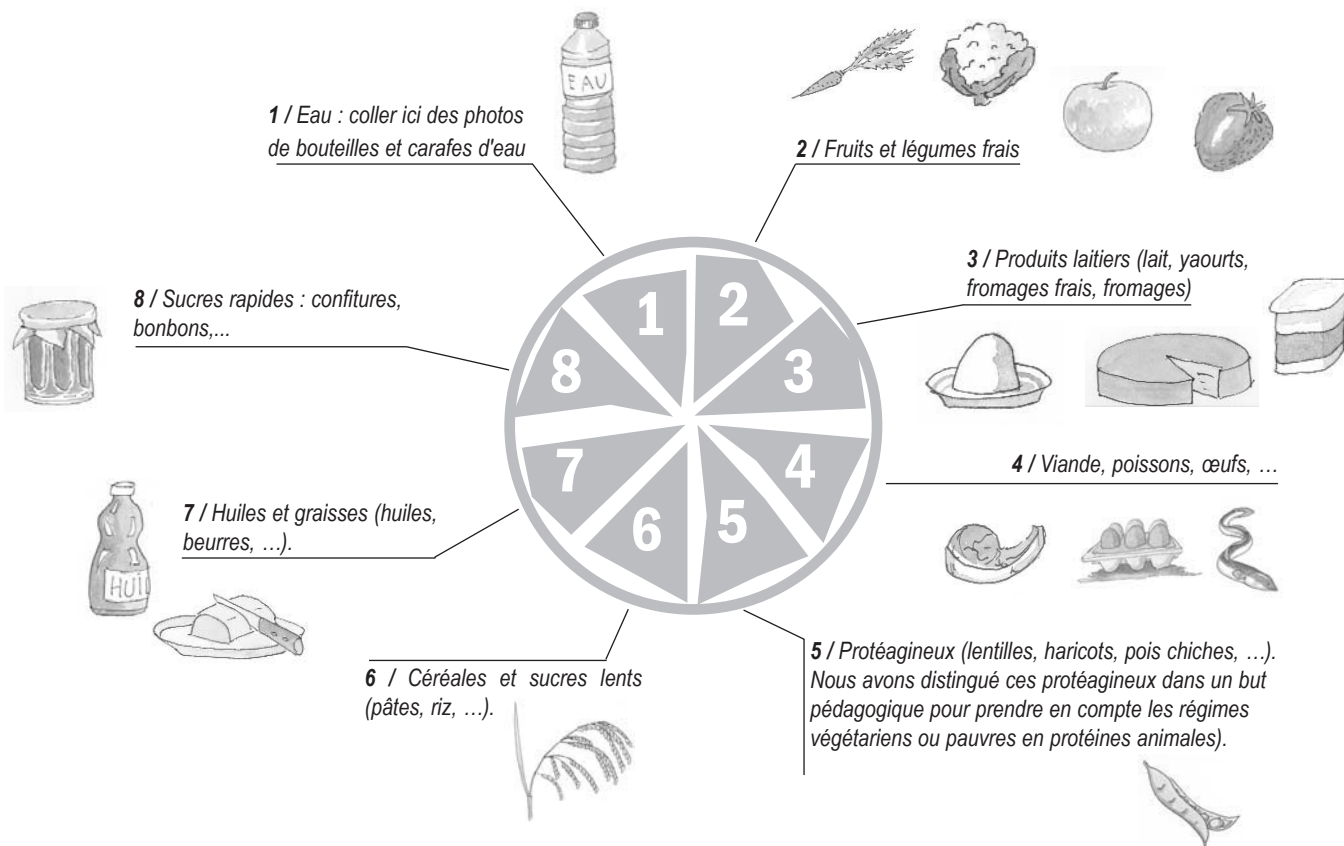 EAU
1 / Eau : coller ici des photos
de bouteilles et carafes d'eau
2 / Fruits et légumes frais
3 / Produits laitiers (lait, yaourts,
fromages frais, fromages)
8 / Sucres rapides : confitures,
bonbons,...
1
2
3
4
5
6
7
8
4 / Viande, poissons, œufs, …
7 / Huiles et graisses (huiles,
beurres, …).
HUIL
5 / Protéagineux (lentilles, haricots, pois chiches, …).
Nous avons distingué ces protéagineux dans un but
pédagogique pour prendre en compte les régimes
végétariens ou pauvres en protéines animales).
6 / Céréales et sucres lents
(pâtes, riz, …).